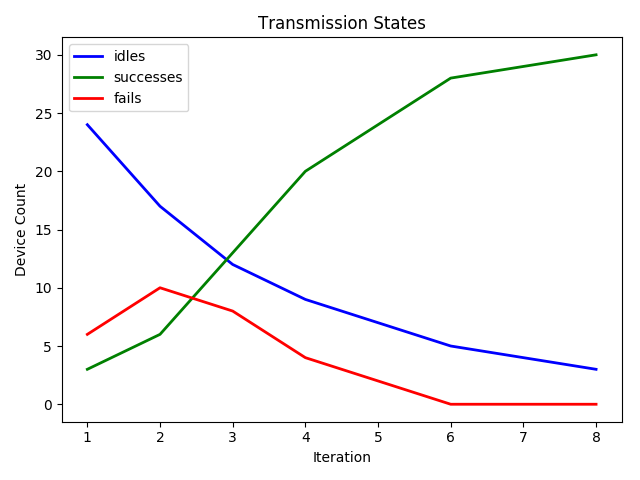 Transmission States
idles
successes
fails
Device Count
30
25
20
15
10
5
0
1 2 3 4 5 6 7 8
Iteration